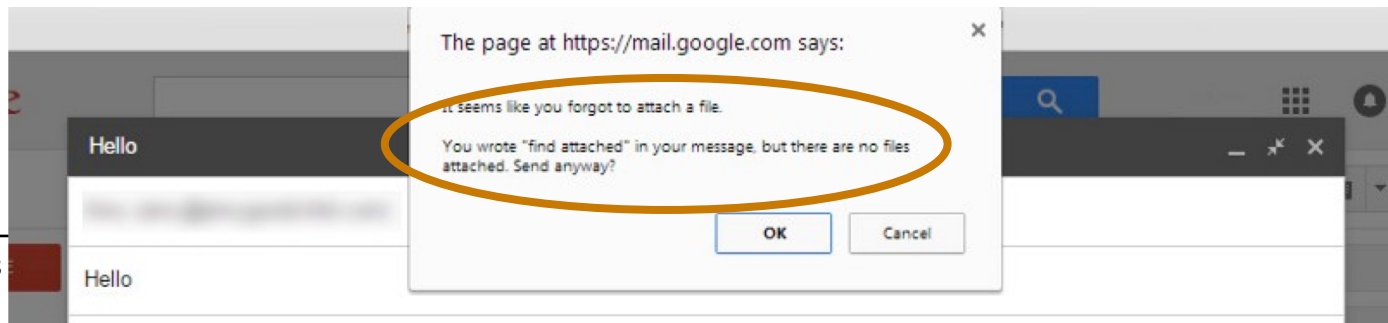 The page at https://mail.google.com says:
It seems like you forgot to attach a file.
You wrote "find attached" in your message, but there are no files
attached. Send anyway?
OK
Cancel
Hello
Hello